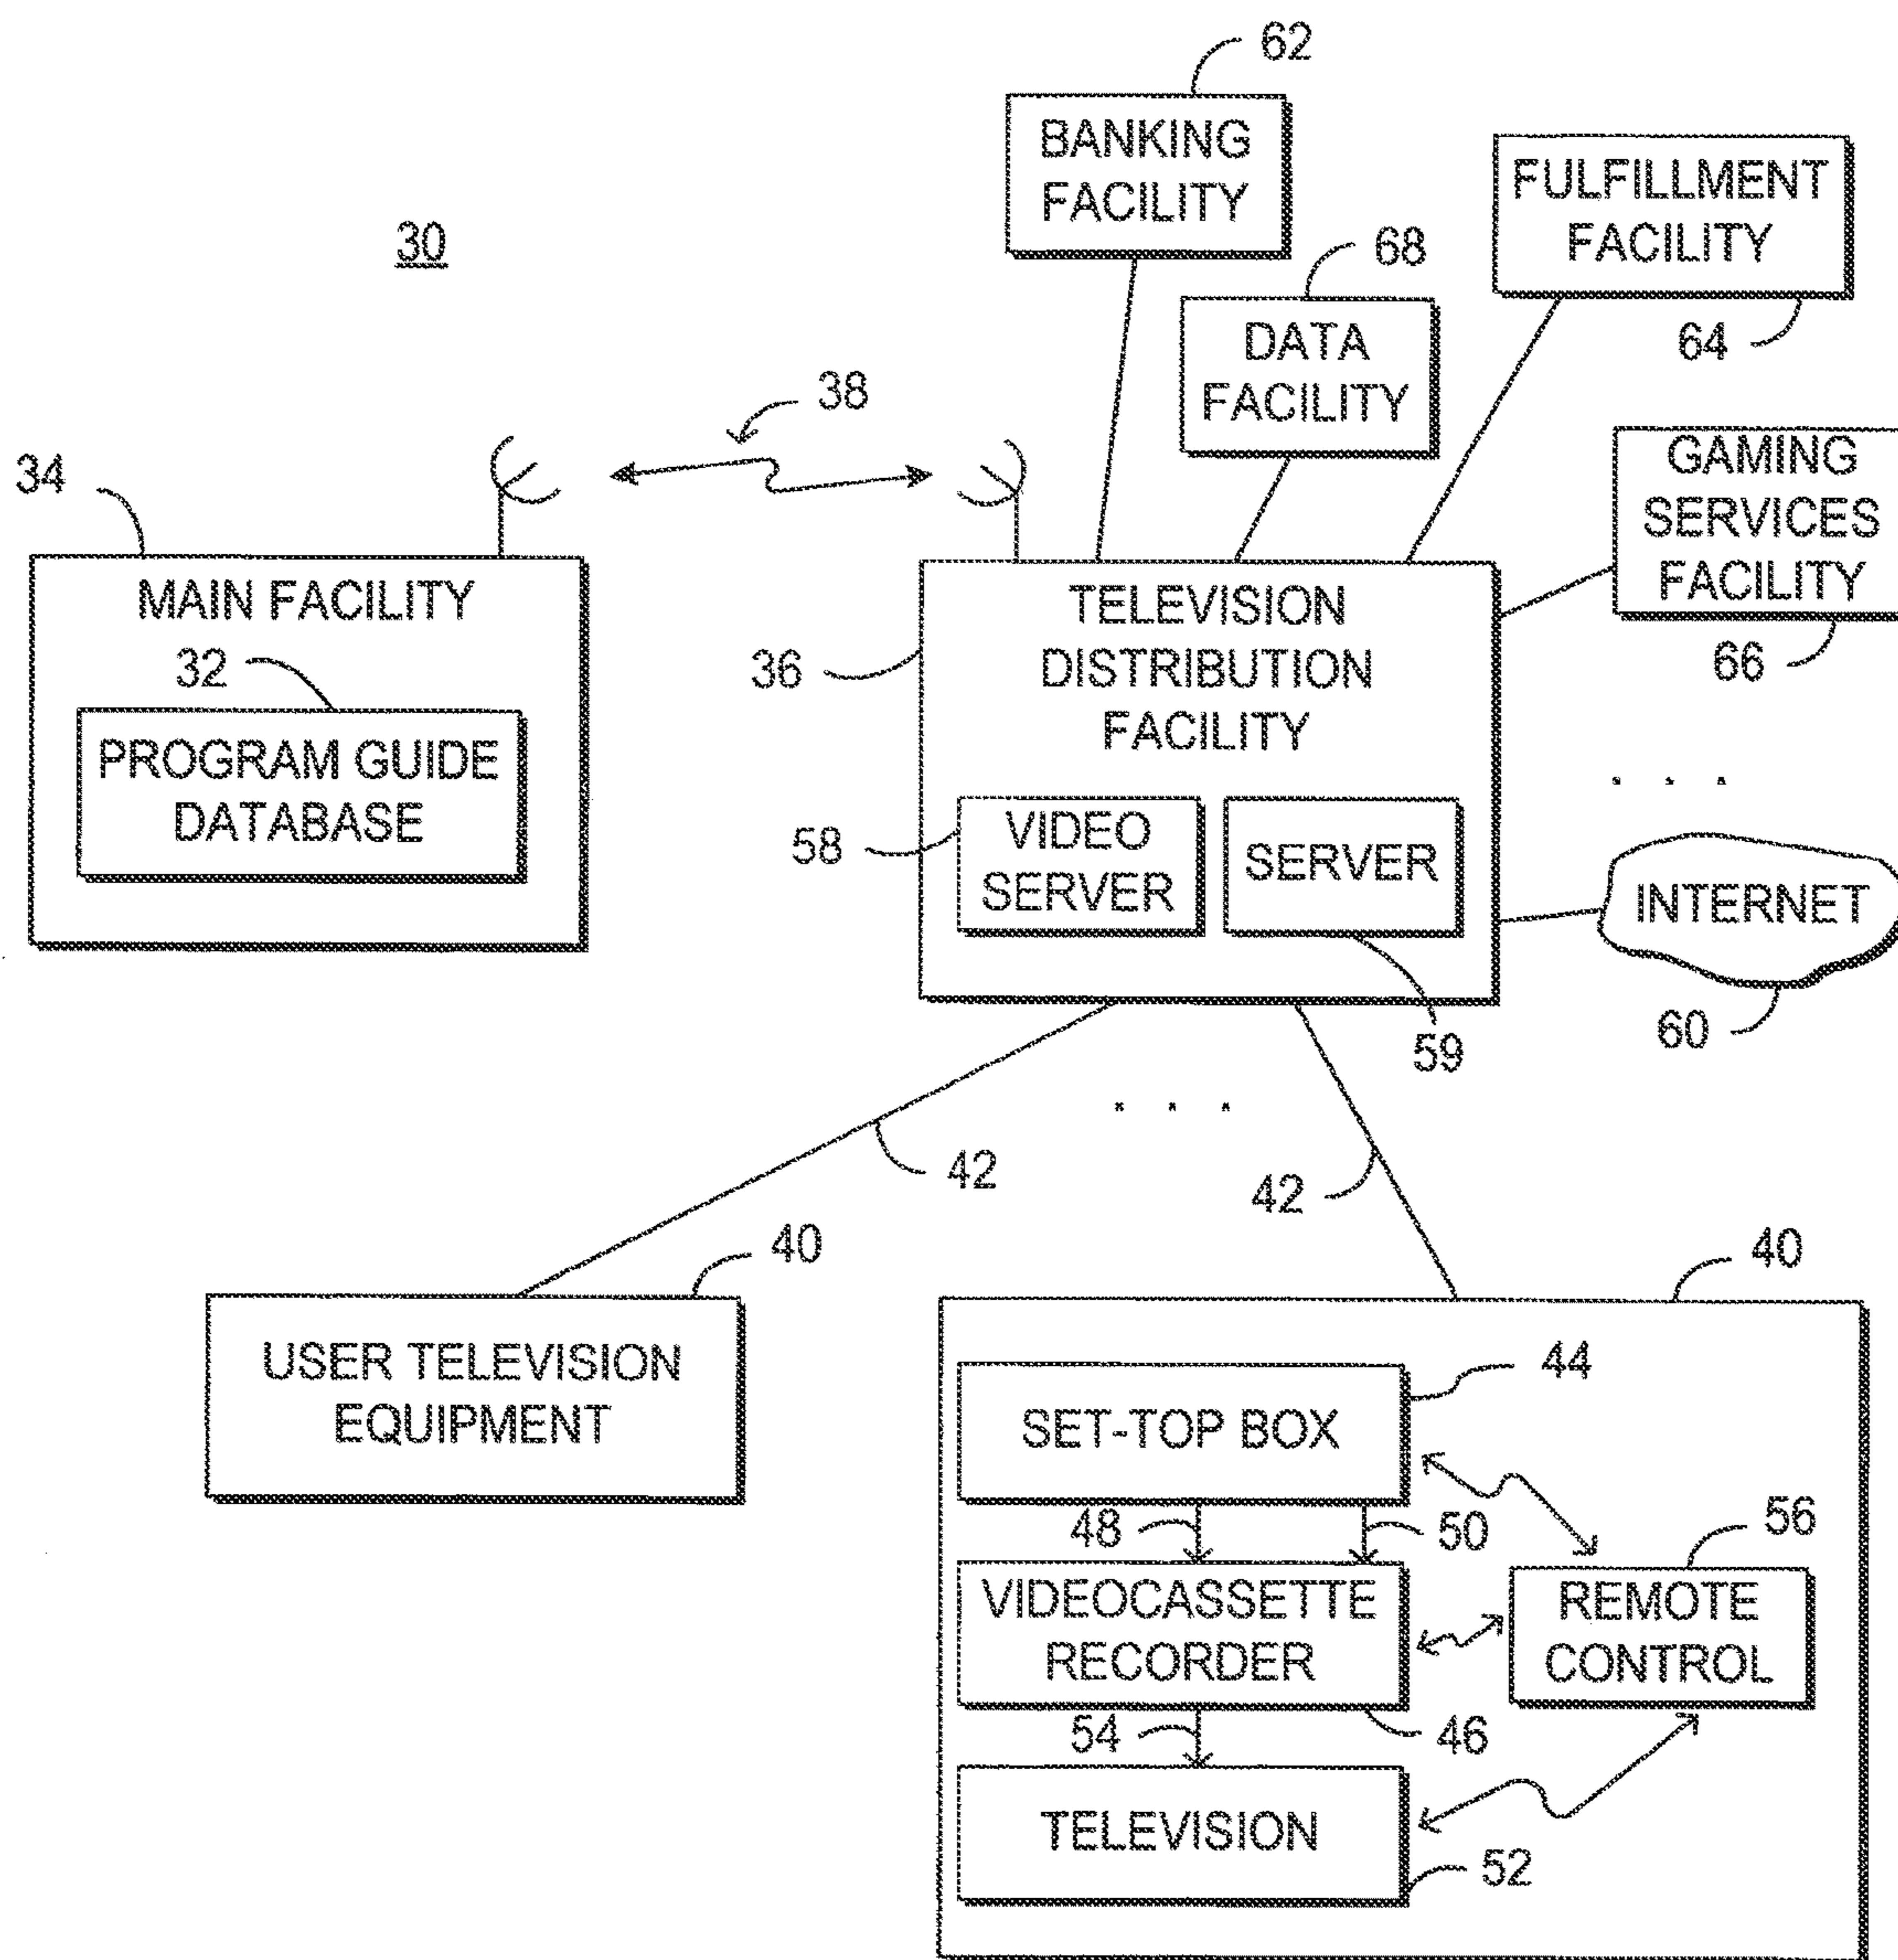 62
BANKING
FACILITY
FULFILLMENT
FACILITY
64
30
68
DATA
FACILITY
38
GAMING
SERVICES
FACILITY
66
34
MAIN FACILITY
32
PROGRAM GUIDE
DATABASE
36
TELEVISION
DISTRIBUTION
FACILITY
. . .
58
VIDEO
SERVER
SERVER
59
INTERNET
60
. . .
42
42
40
USER TELEVISION
EQUIPMENT
40
44
SET-TOP BOX
48
50
56
VIDEOCASSETTE
RECORDER
REMOTE
CONTROL
54
46
TELEVISION
52